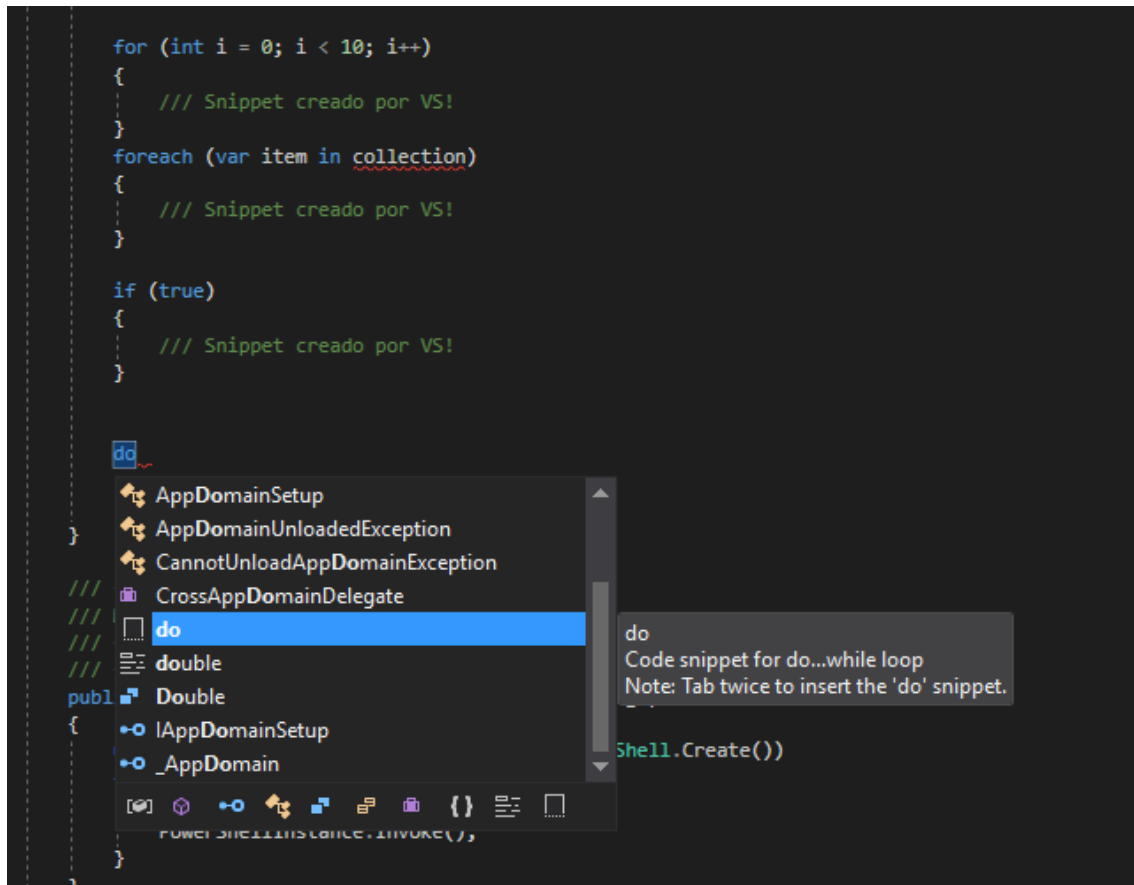 for (int i = 0; i < 10; i++)
{
/// Snippet creado por VS!
}
foreach (var item in collection)
{
/// Snippet creado por VS!
}
if (true)
{
/// Snippet creado por VS!
}
do
AppDomainSetup
AppDomainUnloadedException
CannotUnloadAppDomainException
CrossAppDomainDelegate
do
double
Double
IAppDomainSetup
_AppDomain
do
Code snippet for do...while loop
Note: Tab twice to insert the 'do' snippet.
}
///
///
///
///
publ
{
Shell.Create())
PowerShellInstance.Invoke();
}
}